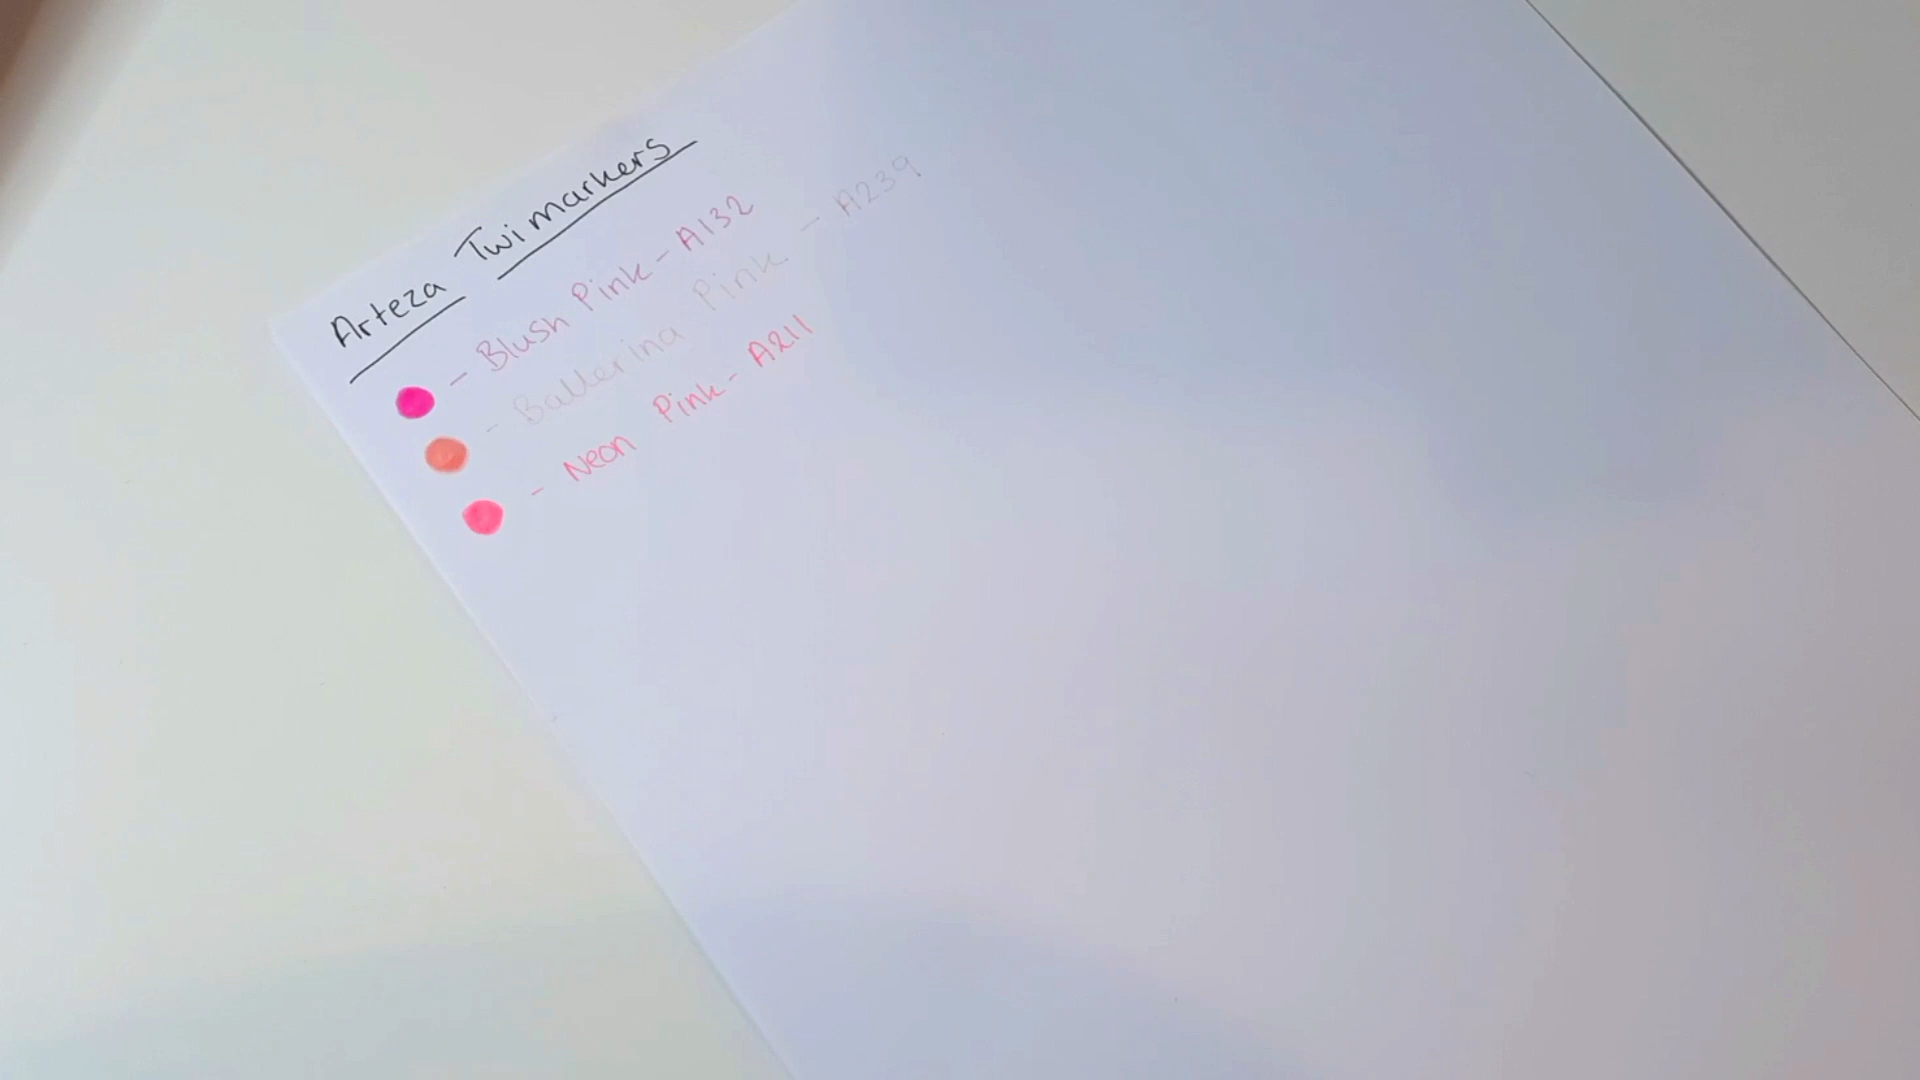 Arteza Twimarkers
- Blush Pink - A132
- Ballerina Pink - A239
- Neon Pink - A211